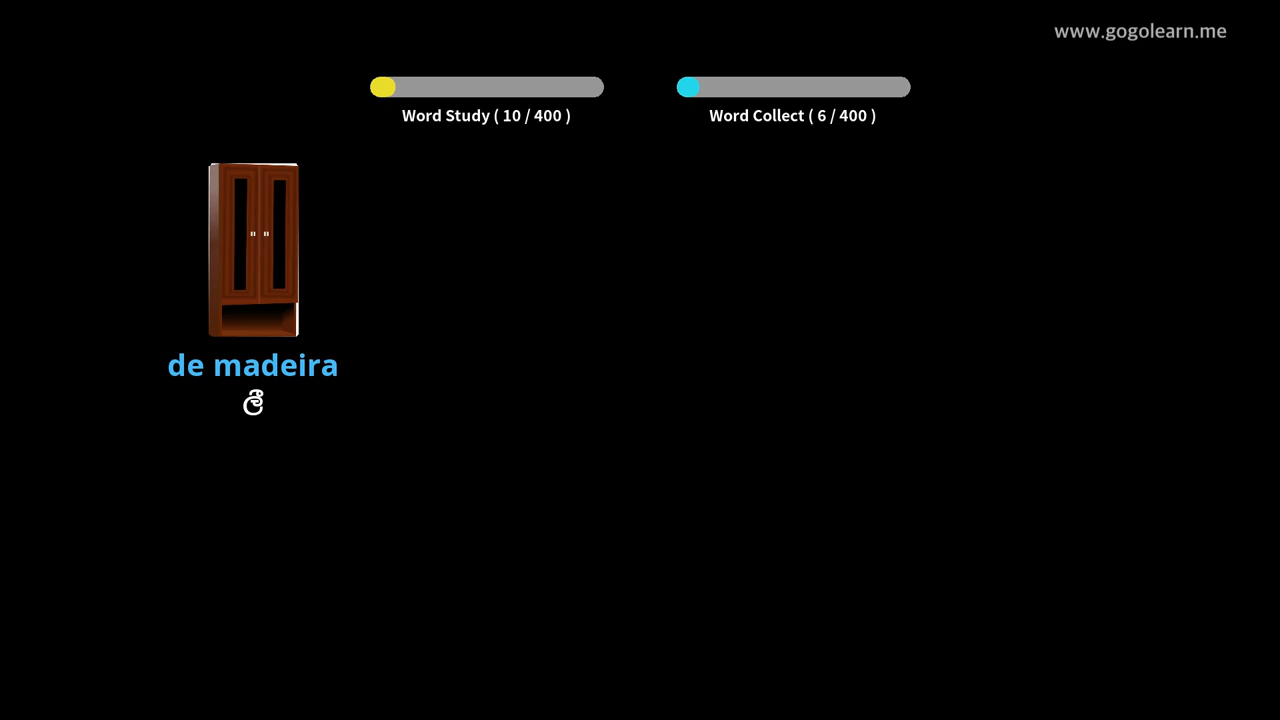 www.gogolearn.me
Word Study ( 10 / 400 )
Word Collect ( 6 / 400 )
de madeira
ලී